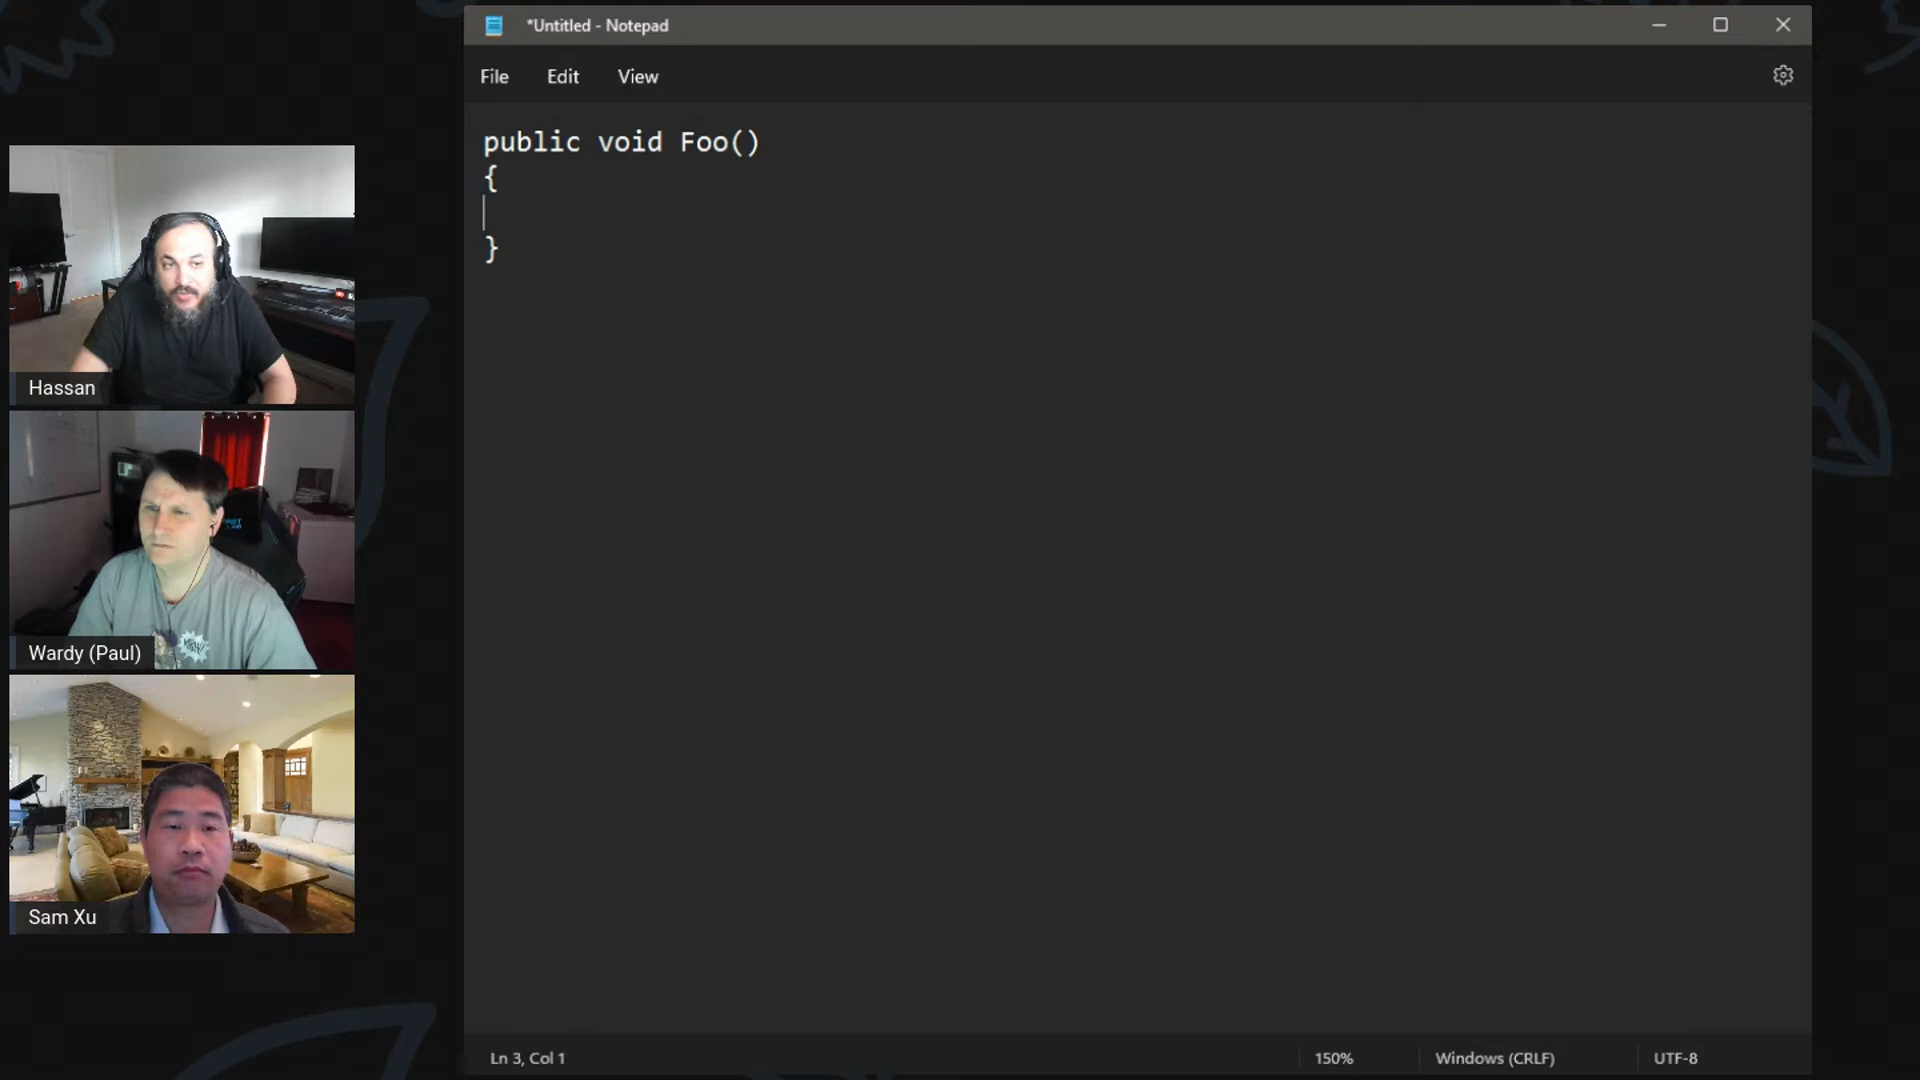 *Untitled - Notepad
File Edit View
public void Foo()
{
}
Hassan
Wardy (Paul)
Sam Xu
Ln 3, Col 1
150%
Windows (CRLF)
UTF-8